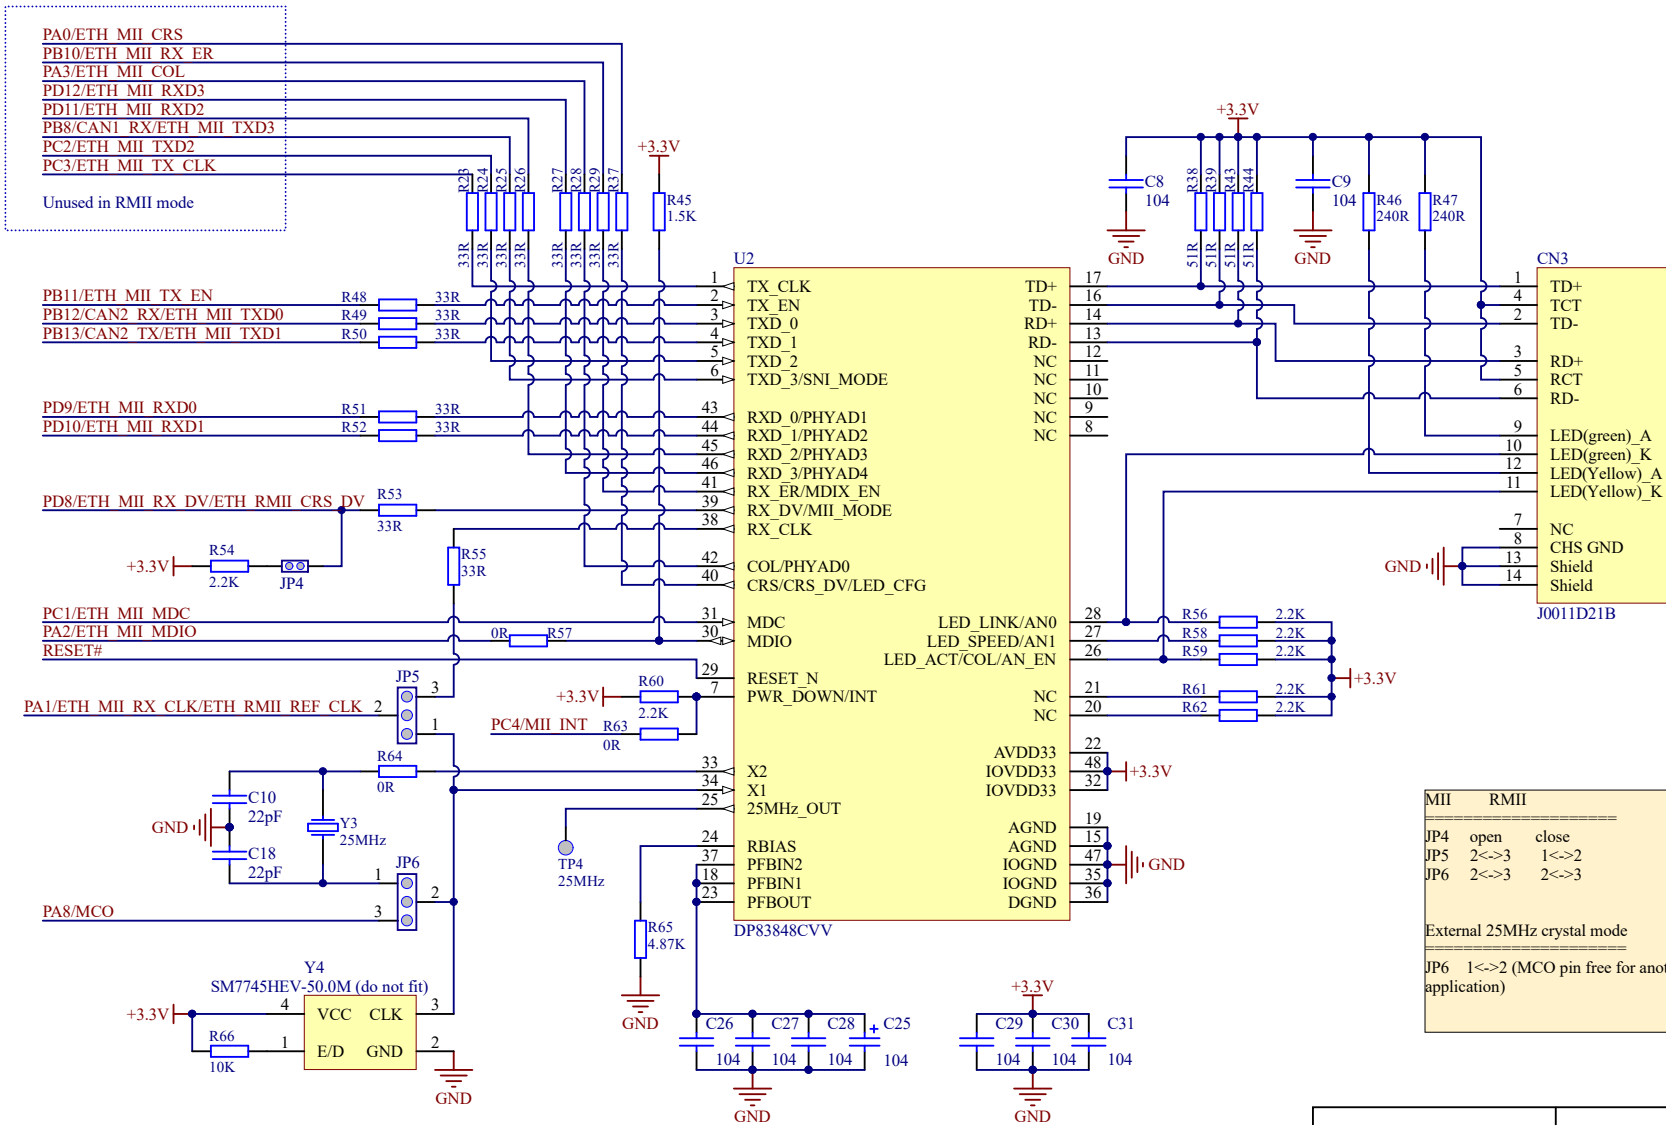 PA0/ETH_MII_CRS
PB10/ETH_MII_RX_ER
PA3/ETH_MII_COL
PD12/ETH_MII_RXD3
PD11/ETH_MII_RXD2
PB8/CAN1_RX/ETH_MII_TXD3
PC2/ETH_MII_TXD2
PC3/ETH_MII_TX_CLK
Unused in RMII mode
R23 R24 R25 R26 R27 R28 R29 R37
33R 33R 33R 33R 33R 33R 33R 33R
+3.3V
R45
1.5K
PB11/ETH_MII_TX_EN R48 33R
PB12/CAN2_RX/ETH_MII_TXD0 R49 33R
PB13/CAN2_TX/ETH_MII_TXD1 R50 33R
PD9/ETH_MII_RXD0 R51 33R
PD10/ETH_MII_RXD1 R52 33R
PD8/ETH_MII_RX_DV/ETH_RMII_CRS_DV R53
33R
+3.3V R54 2.2K JP4
R55
33R
PC1/ETH_MII_MDC
PA2/ETH_MII_MDIO 0R R57
RESET#
JP5
3
2
1
PA1/ETH_MII_RX_CLK/ETH_RMII_REF_CLK
+3.3V R60
2.2K
PC4/MII_INT R63
0R
R64
0R
C10
22pF
GND
C18
22pF
Y3
25MHz
JP6
1
2
3
PA8/MCO
TP4
25MHz
R65
4.87K
GND
Y4
SM7745HEV-50.0M (do not fit)
+3.3V
4 VCC CLK 3
1 E/D GND 2
R66
10K
GND
U2
1 TX_CLK
2 TX_EN
3 TXD_0
4 TXD_1
5 TXD_2
6 TXD_3/SNI_MODE
43 RXD_0/PHYAD1
44 RXD_1/PHYAD2
45 RXD_2/PHYAD3
46 RXD_3/PHYAD4
41 RX_ER/MDIX_EN
39 RX_DV/MII_MODE
38 RX_CLK
42 COL/PHYAD0
40 CRS/CRS_DV/LED_CFG
31 MDC
30 MDIO
29 RESET_N
7 PWR_DOWN/INT
33 X2
34 X1
25 25MHz_OUT
24 RBIAS
37 PFBIN2
18 PFBIN1
23 PFBOUT
TD+ 17
TD- 16
RD+ 14
RD- 13
NC 12
NC 11
NC 10
NC 9
NC 8
LED_LINK/AN0 28
LED_SPEED/AN1 27
LED_ACT/COL/AN_EN 26
NC 21
NC 20
AVDD33 22
IOVDD33 48
IOVDD33 32
AGND 19
AGND 15
IOGND 47
IOGND 35
DGND 36
DP83848CVV
+3.3V
GND
R56 2.2K
R58 2.2K
R59 2.2K
R61 2.2K
R62 2.2K
+3.3V
+3.3V
C8
104
GND
R38 R39 R43 R44
51R 51R 51R 51R
C9
104
GND
R46
240R
R47
240R
CN3
1 TD+
4 TCT
2 TD-
3 RD+
5 RCT
6 RD-
9 LED(green)_A
10 LED(green)_K
12 LED(Yellow)_A
11 LED(Yellow)_K
7 NC
8 CHS GND
13 Shield
14 Shield
GND
J0011D21B
C26 C27 C28 + C25
104 104 104 104
GND
+3.3V
C29 C30 C31
104 104 104
GND
MII RMII
====================
JP4 open close
JP5 2<->3 1<->2
JP6 2<->3 2<->3
External 25MHz crystal mode
=====================
JP6 1<->2 (MCO pin free for
application)